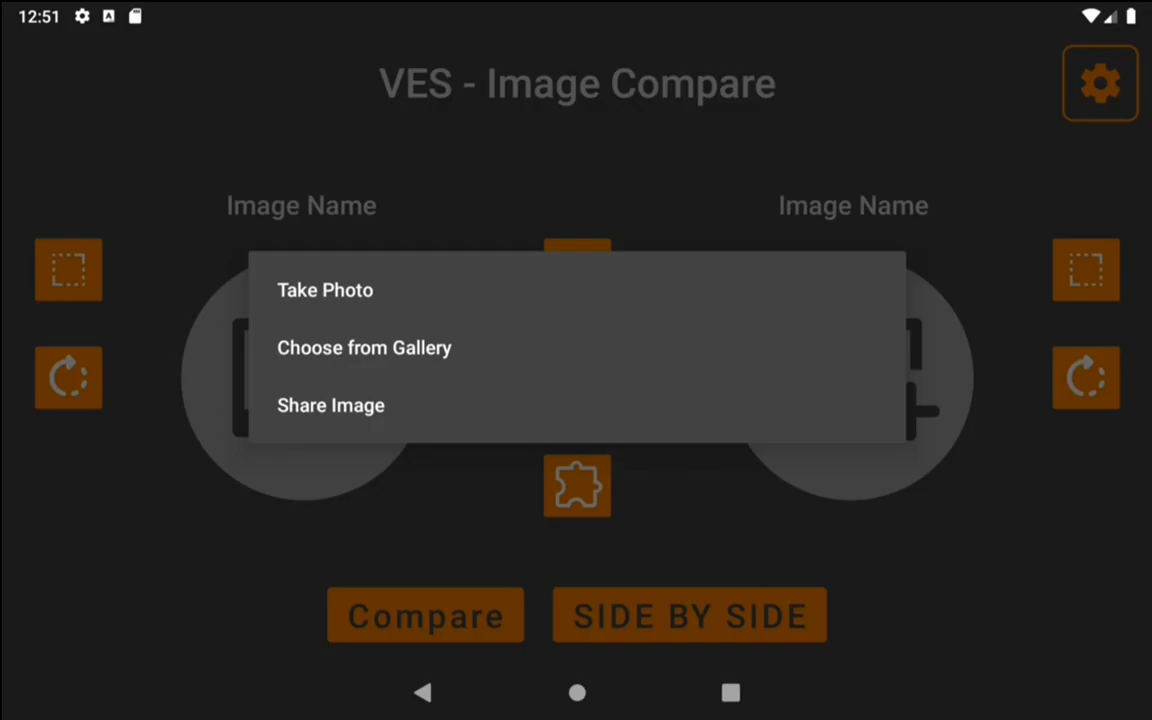 12:51
VES - Image Compare
Image Name
Image Name
Take Photo
Choose from Gallery
Share Image
Compare
SIDE BY SIDE